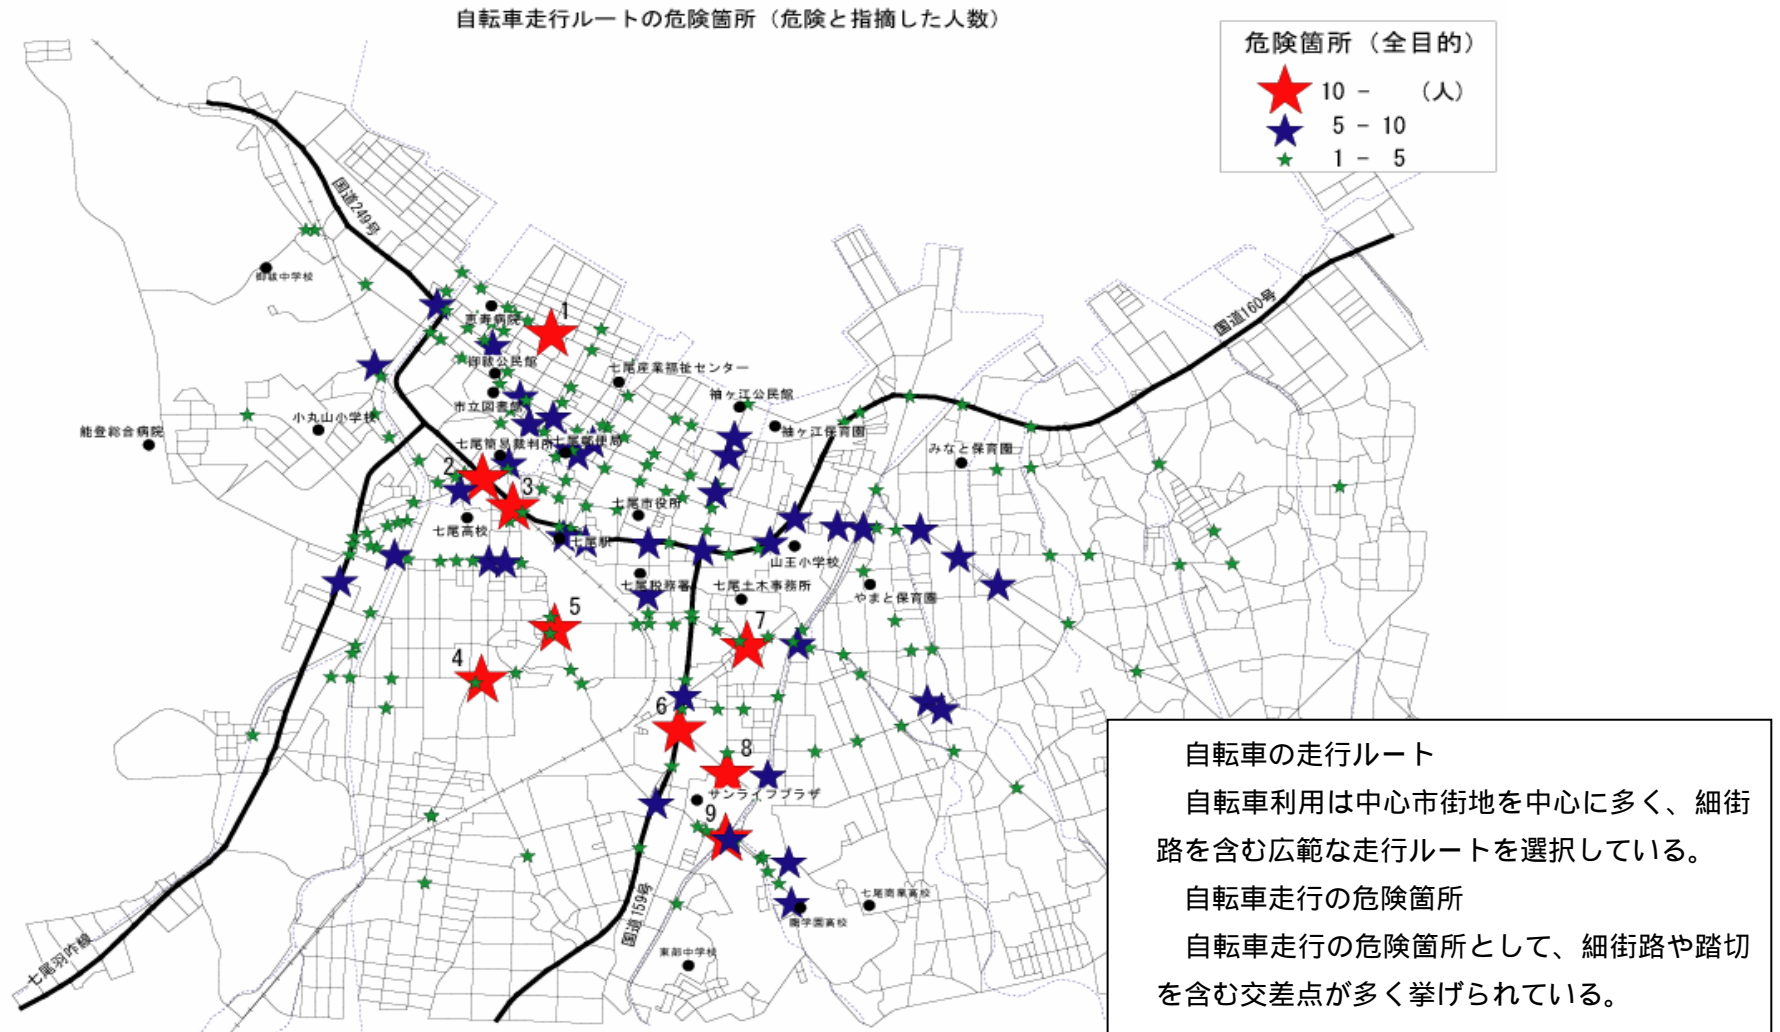 自転車走行ルートの危険箇所（危険と指摘した人数）
危険箇所（全目的）
10 -　（人）
5 - 10
1 - 5
国道249号
御祓中学校
恵寿病院
1
御祓公民館
七尾産業福祉センター
市立図書館
袖ヶ江公民館
小丸山小学校
能登総合病院
袖ヶ江保育園
七尾簡易裁判所
七尾郵便局
みなと保育園
国道160号
2
3
七尾市役所
七尾高校
七尾駅
山王小学校
七尾税務署
七尾土木事務所
やまと保育園
5
7
4
6
8
サンライフプラザ
9
七尾商業高校
鵬学園高校
国道159号
東部中学校
七尾羽咋線
自転車の走行ルート
自転車利用は中心市街地を中心に多く、細街
路を含む広範な走行ルートを選択している。
自転車走行の危険箇所
自転車走行の危険箇所として、細街路や踏切
を含む交差点が多く挙げられている。